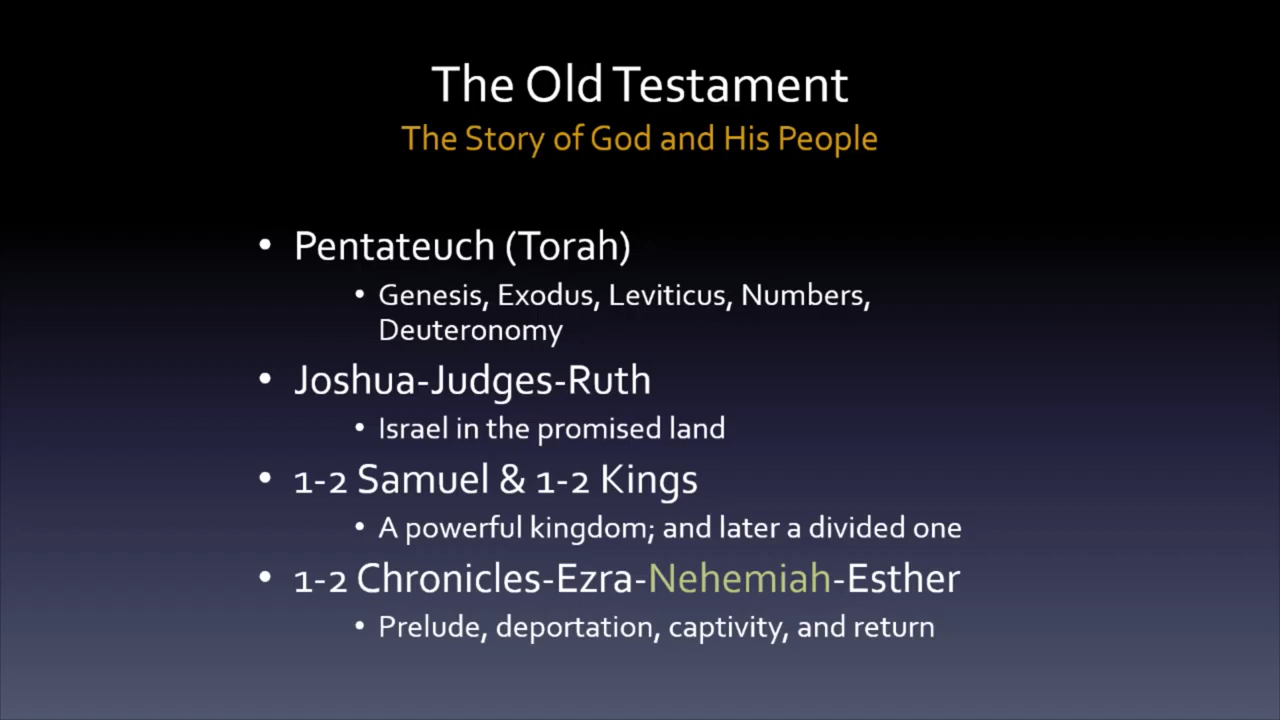 The Old Testament
The Story of God and His People
• Pentateuch (Torah)
• Genesis, Exodus, Leviticus, Numbers,
Deuteronomy
• Joshua-Judges-Ruth
• Israel in the promised land
• 1-2 Samuel & 1-2 Kings
• A powerful kingdom; and later a divided one
• 1-2 Chronicles-Ezra-Nehemiah-Esther
• Prelude, deportation, captivity, and return